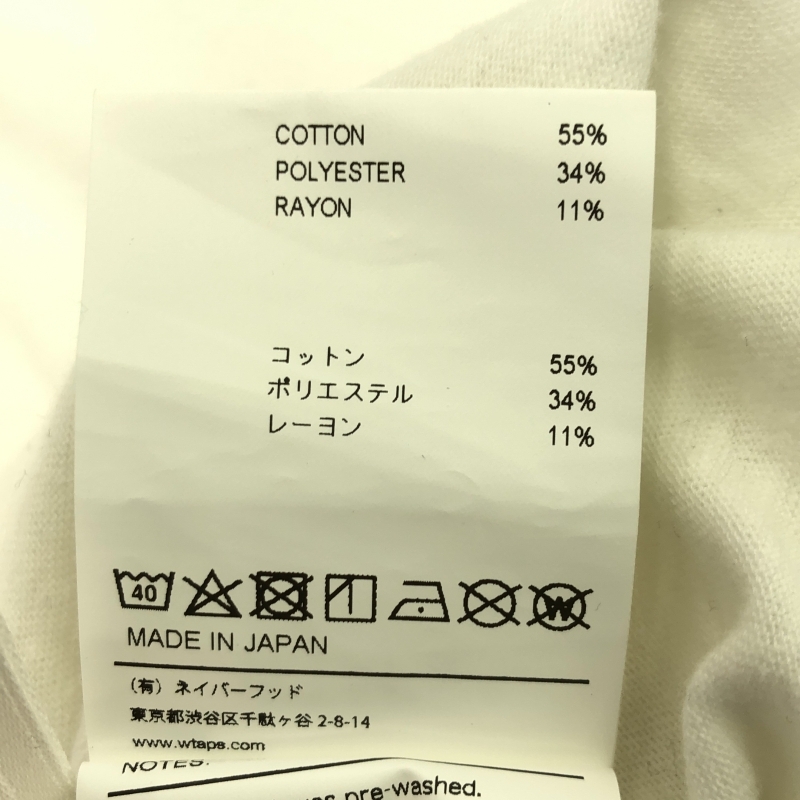 COTTON 55%
POLYESTER 34%
RAYON 11%
コットン 55%
ポリエステル 34%
レーヨン 11%
40
W
MADE IN JAPAN
(有) ネイバーフッド
東京都渋谷区千駄ヶ谷 2-8-14
www.wtaps.com
NOTES:
pre-washed.